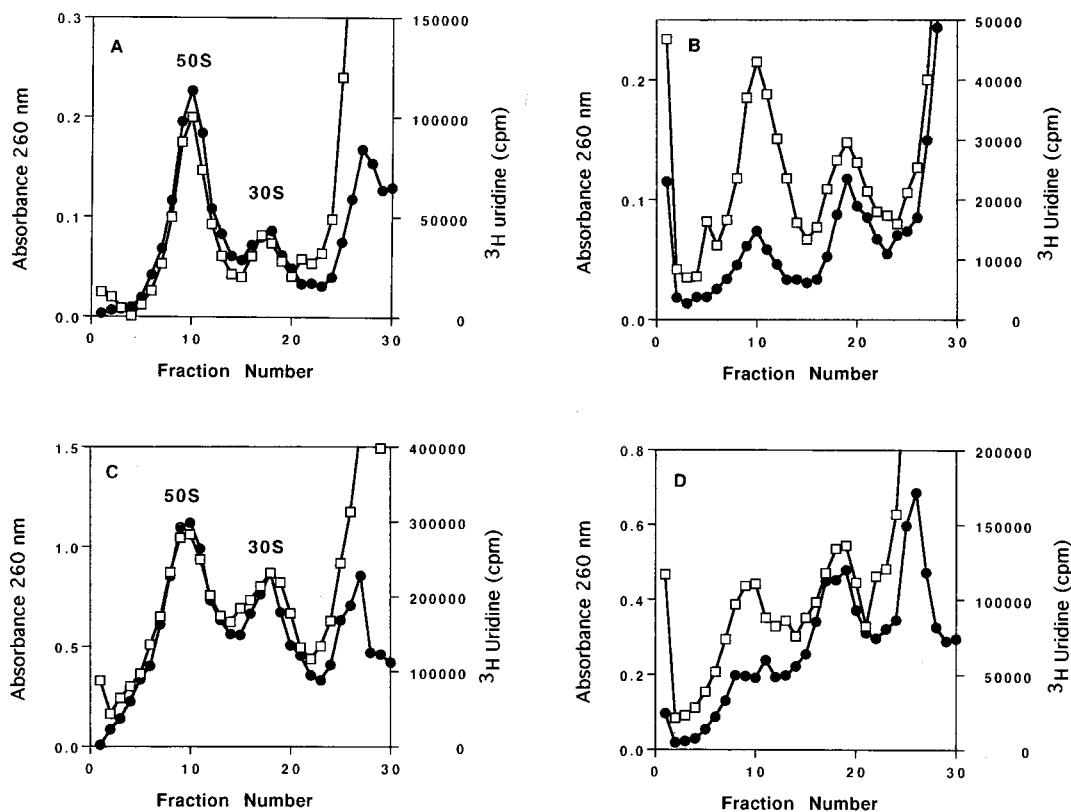 A
50S
30S
0.3
0.2
0.1
0.0
150000
100000
50000
0
0 10 20 30
Absorbance 260 nm
³H uridine (cpm)
Fraction Number
B
0.2
0.1
0.0
50000
40000
30000
20000
10000
0
0 10 20 30
Absorbance 260 nm
³H Uridine (cpm)
Fraction Number
C
50S
30S
1.5
1.0
0.5
0.0
400000
300000
200000
100000
0
0 10 20 30
Absorbance 260 nm
³H Uridine (cpm)
Fraction Number
D
0.8
0.6
0.4
0.2
0.0
200000
150000
100000
50000
0
0 10 20 30
Absorbance 260 nm
³H Uridine (cpm)
Fraction Number